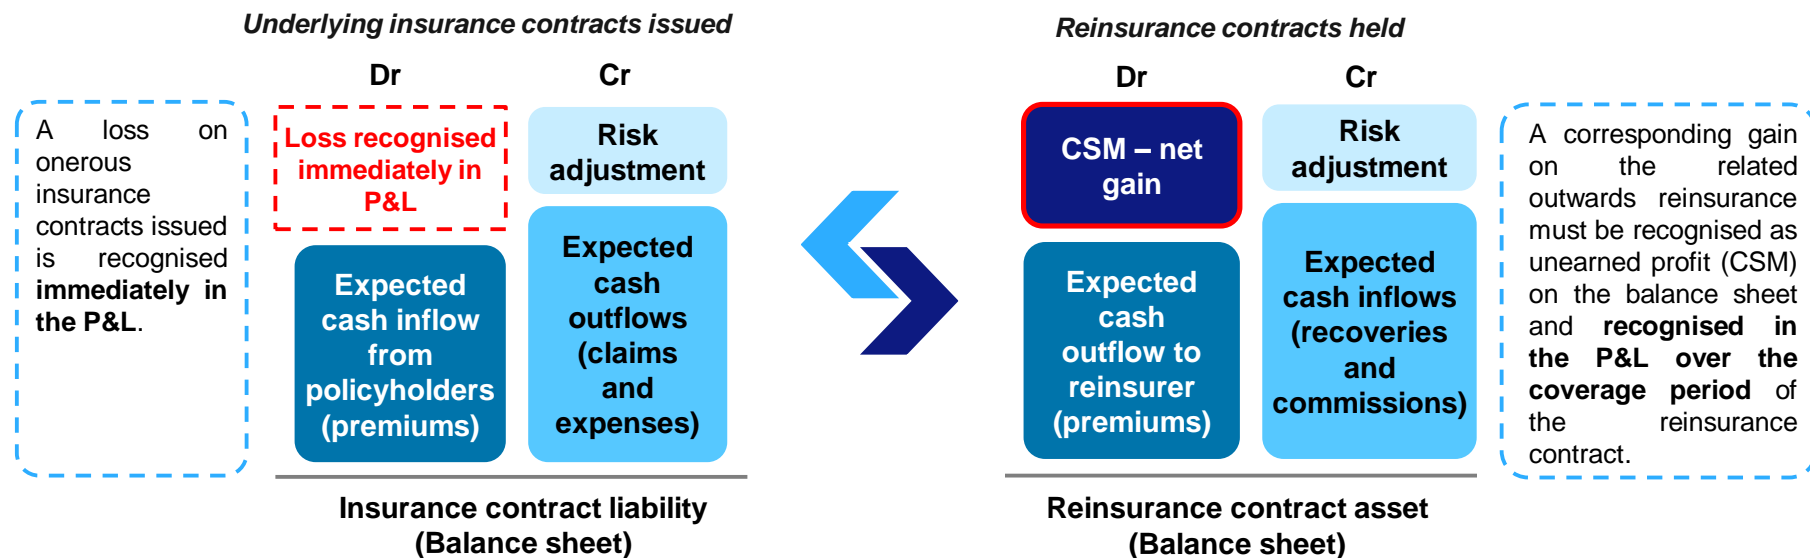 Underlying insurance contracts issued
Reinsurance contracts held
Dr
Cr
Dr
Cr
A loss on
onerous
insurance
contracts issued
is recognised
immediately in
the P&L.
Loss recognised
immediately in
P&L
Risk
adjustment
Expected
cash inflow
from
policyholders
(premiums)
Expected
cash
outflows
(claims
and
expenses)
Insurance contract liability
(Balance sheet)
CSM – net
gain
Risk
adjustment
Expected
cash
outflow to
reinsurer
(premiums)
Expected
cash inflows
(recoveries
and
commissions)
Reinsurance contract asset
(Balance sheet)
A corresponding gain
on the related
outwards reinsurance
must be recognised as
unearned profit (CSM)
on the balance sheet
and recognised in
the P&L over the
coverage period of
the reinsurance
contract.